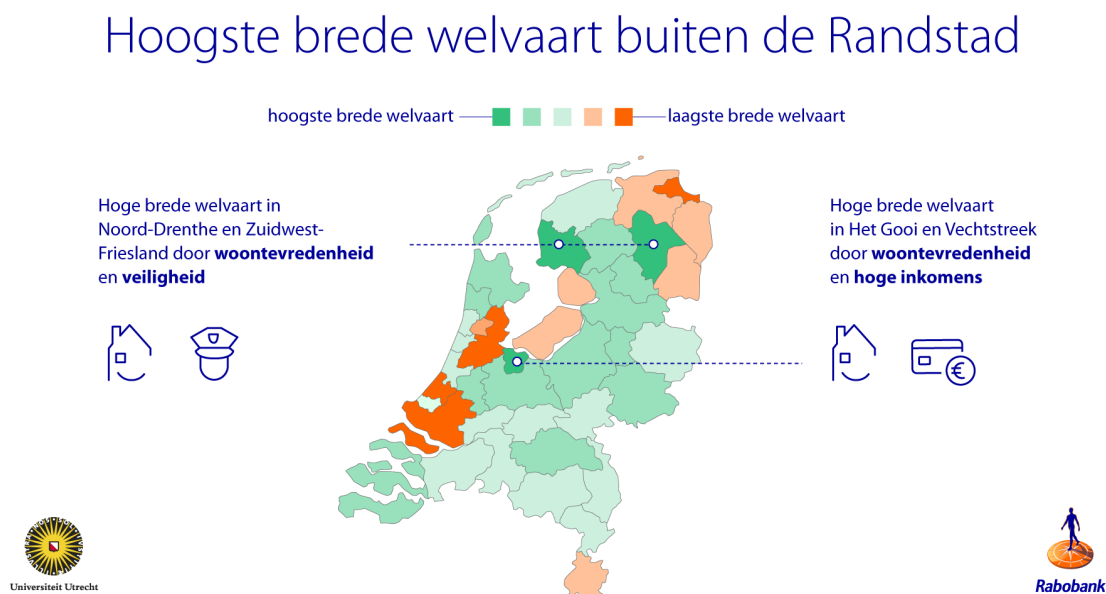 Hoogste brede welvaart buiten de Randstad
hoogste brede welvaart
laagste brede welvaart
Hoge brede welvaart in
Noord-Drenthe en Zuidwest-
Friesland door woontevredenheid
en veiligheid
Hoge brede welvaart
in Het Gooi en Vechtstreek
door woontevredenheid
en hoge inkomens
€
Universiteit Utrecht
Rabobank